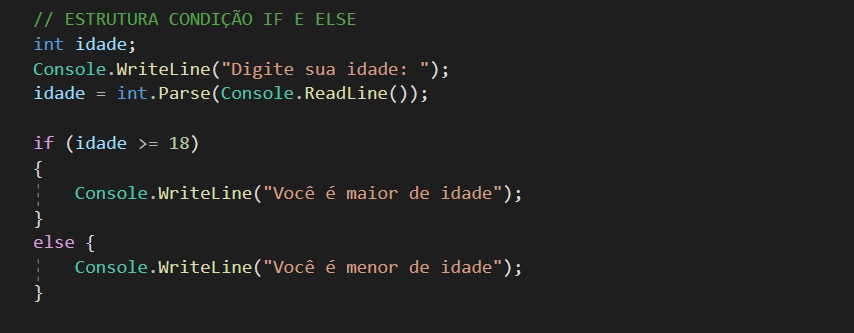 // ESTRUTURA CONDIÇÃO IF E ELSE
int idade;
Console.WriteLine("Digite sua idade: ");
idade = int.Parse(Console.ReadLine());
if (idade >= 18)
{
Console.WriteLine("Você é maior de idade");
}
else {
Console.WriteLine("Você é menor de idade");
}